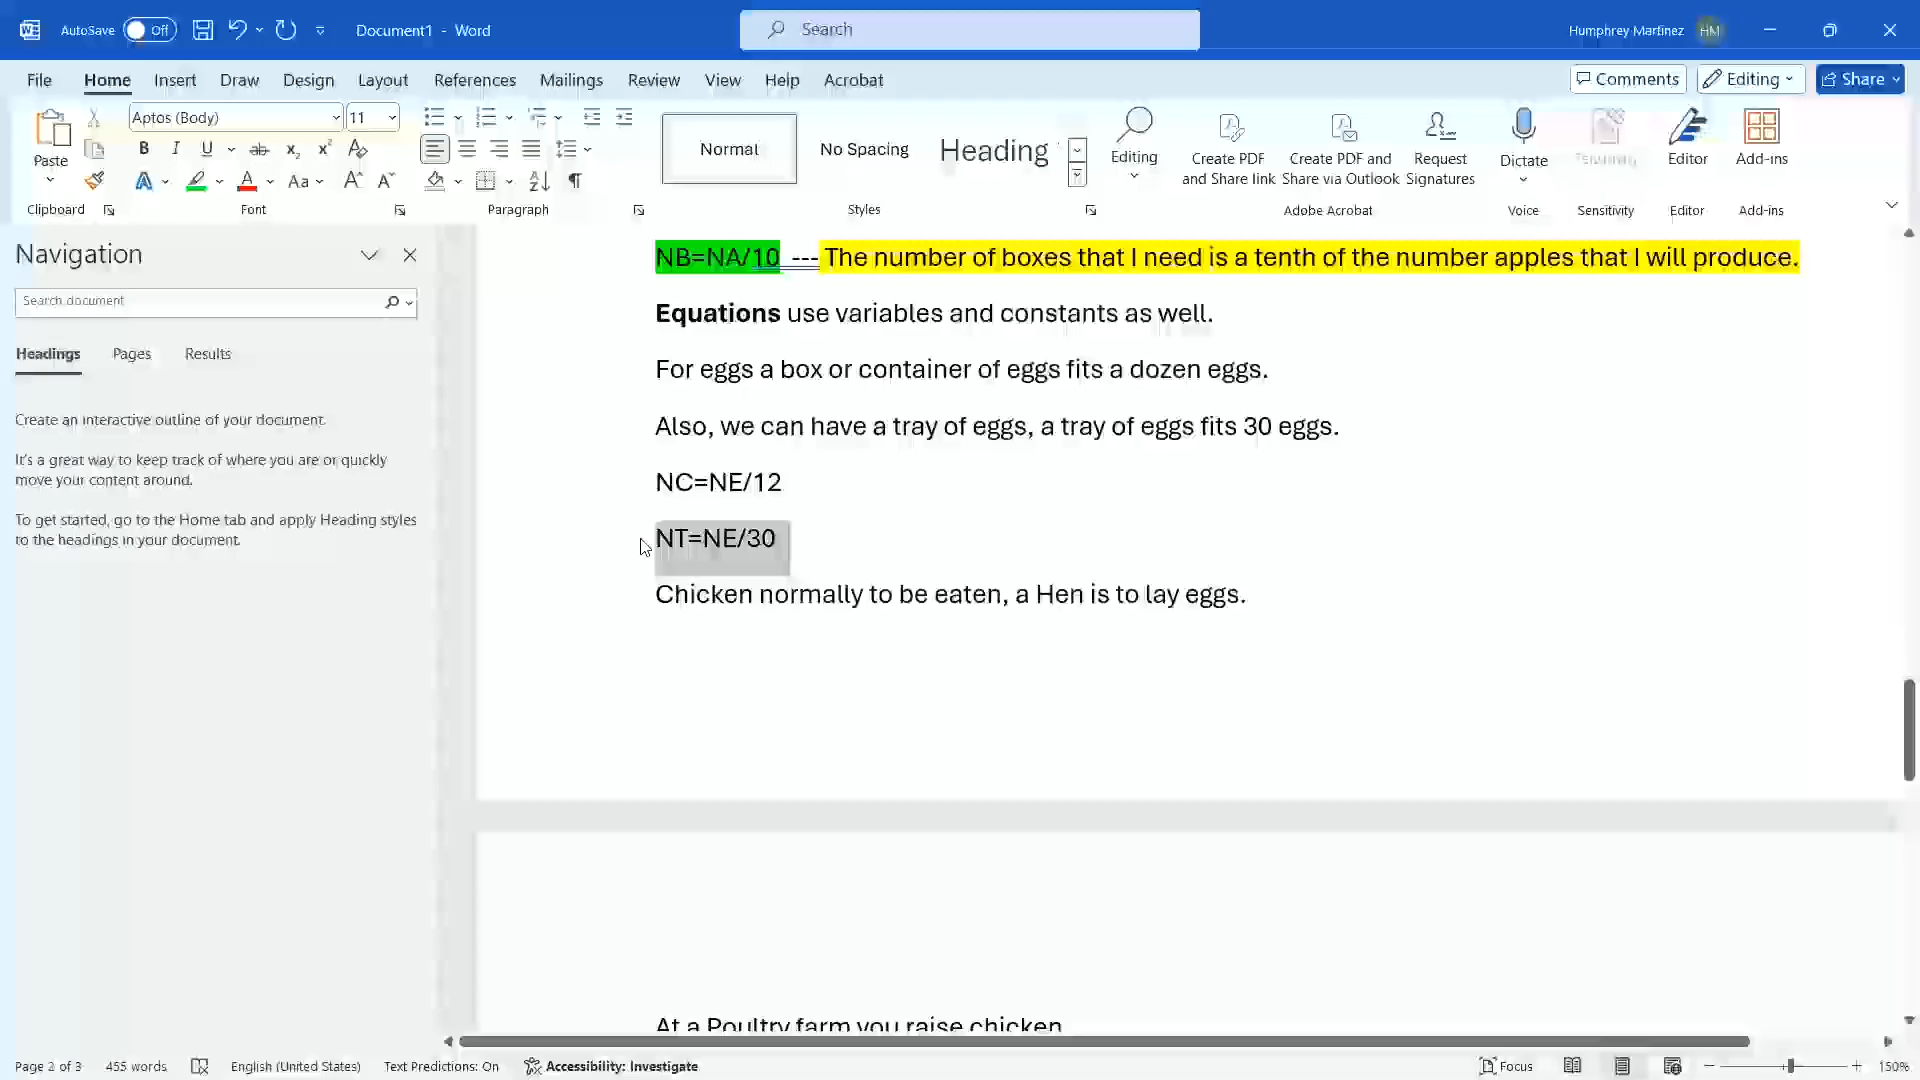 AutoSave Off Document1 - Word Search Humphrey Martinez HM
File Home Insert Draw Design Layout References Mailings Review View Help Acrobat Comments Editing Share
Paste Aptos (Body) 11 Normal No Spacing Heading Editing Create PDF and Share link Create PDF and Share via Outlook Request Signatures Dictate Sensitivity Editor Add-ins
Clipboard Font Paragraph Styles Adobe Acrobat Voice Sensitivity Editor Add-ins
Navigation
Search document
Headings Pages Results
Create an interactive outline of your document.
It's a great way to keep track of where you are or quickly
move your content around.
To get started, go to the Home tab and apply Heading styles
to the headings in your document.
NB=NA/10 --- The number of boxes that I need is a tenth of the number apples that I will produce.
Equations use variables and constants as well.
For eggs a box or container of eggs fits a dozen eggs.
Also, we can have a tray of eggs, a tray of eggs fits 30 eggs.
NC=NE/12
NT=NE/30
Chicken normally to be eaten, a Hen is to lay eggs.
At a Poultry farm you raise chicken
Page 2 of 3 455 words English (United States) Text Predictions: On Accessibility: Investigate Focus 150%